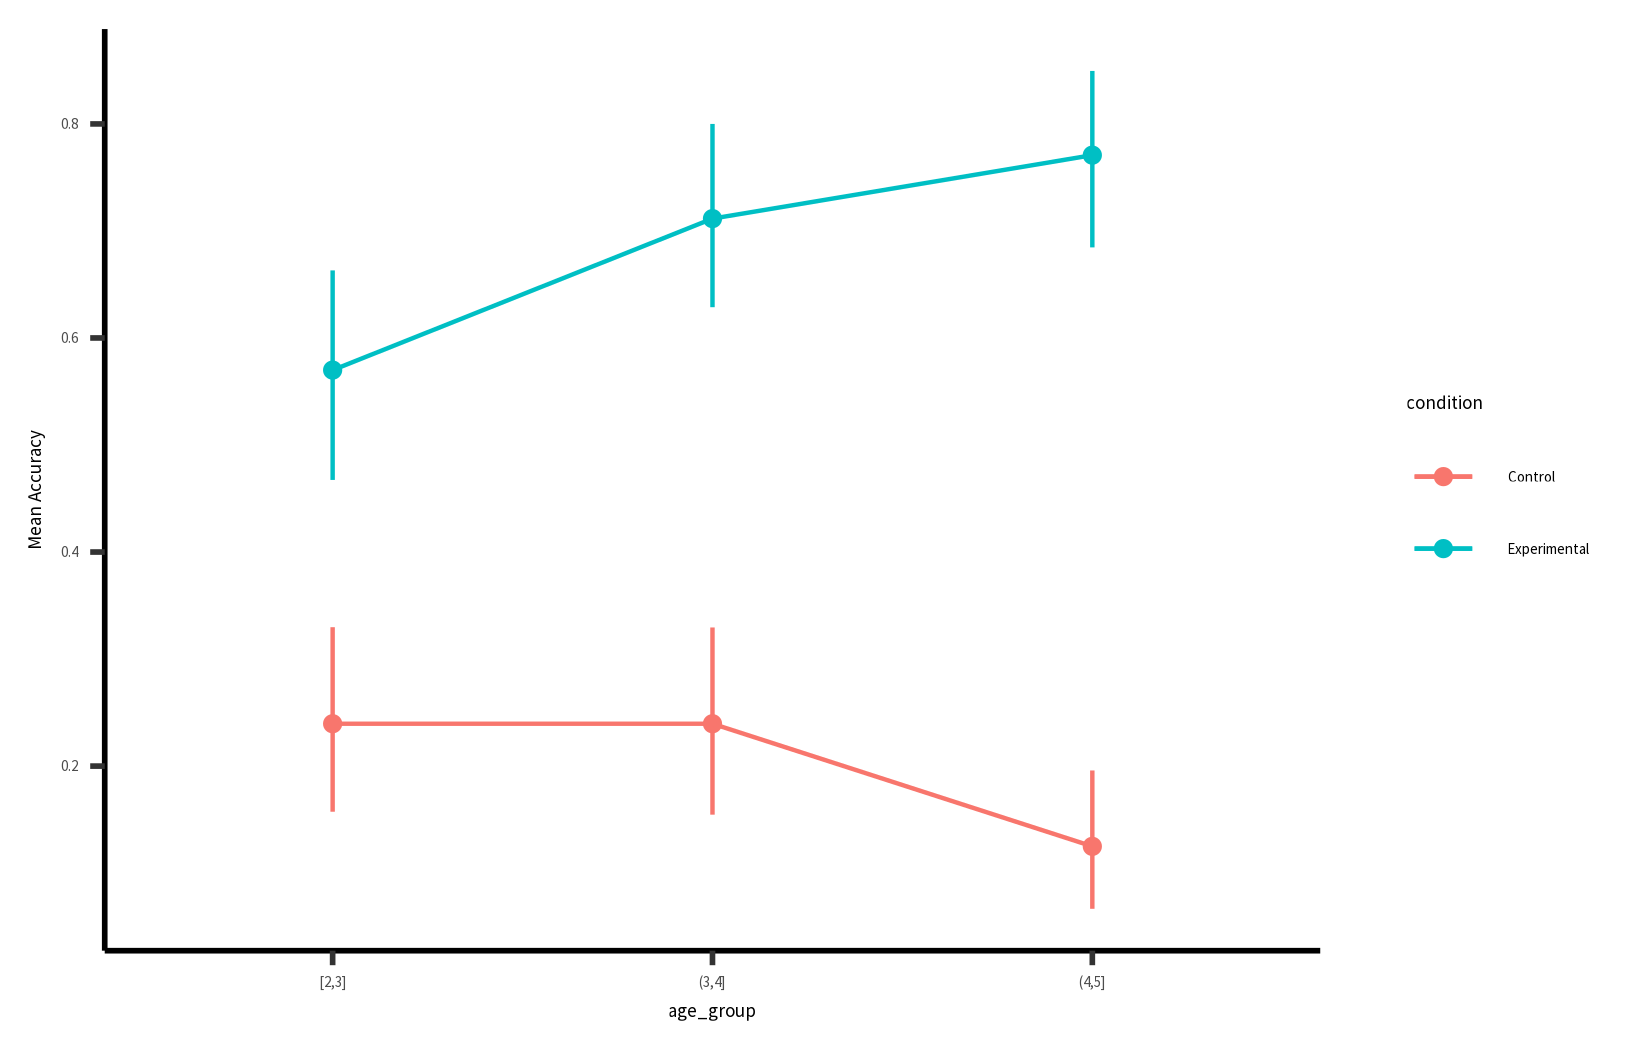 0.8
0.6
0.4
0.2
Mean Accuracy
[2,3]
(3,4]
(4,5]
age_group
condition
Control
Experimental